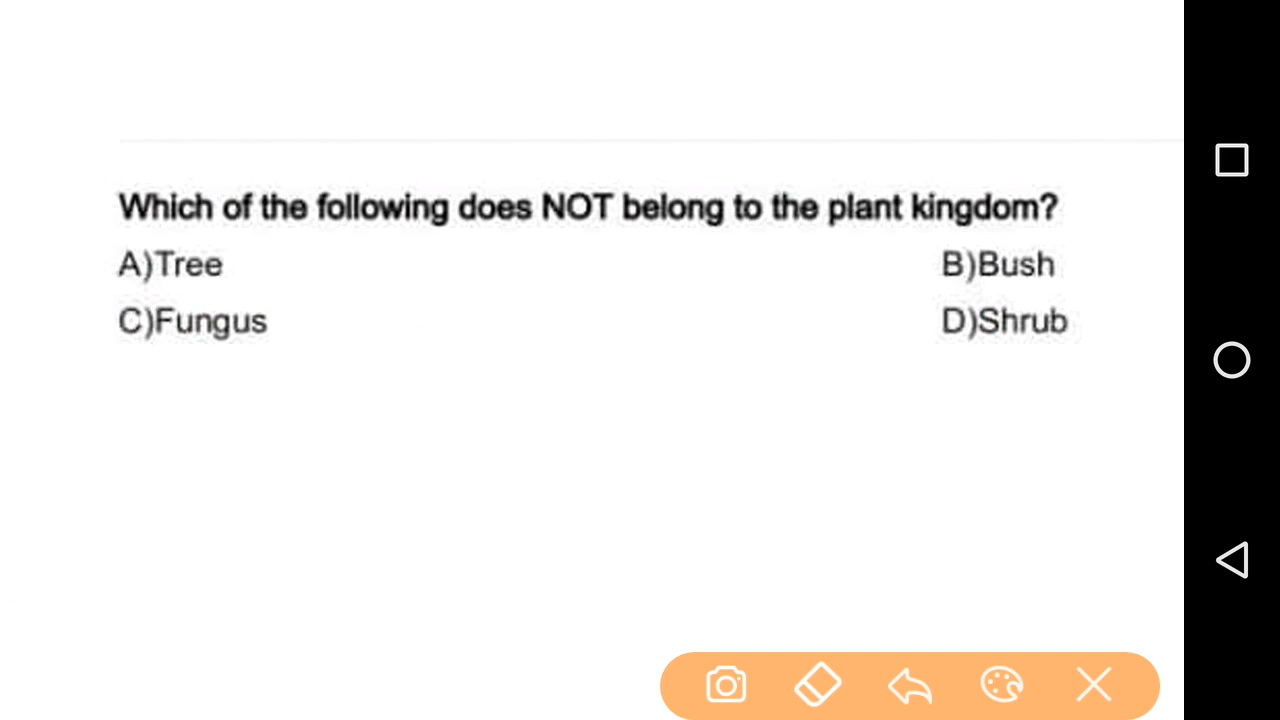 Which of the following does NOT belong to the plant kingdom?
A)Tree B)Bush
C)Fungus D)Shrub